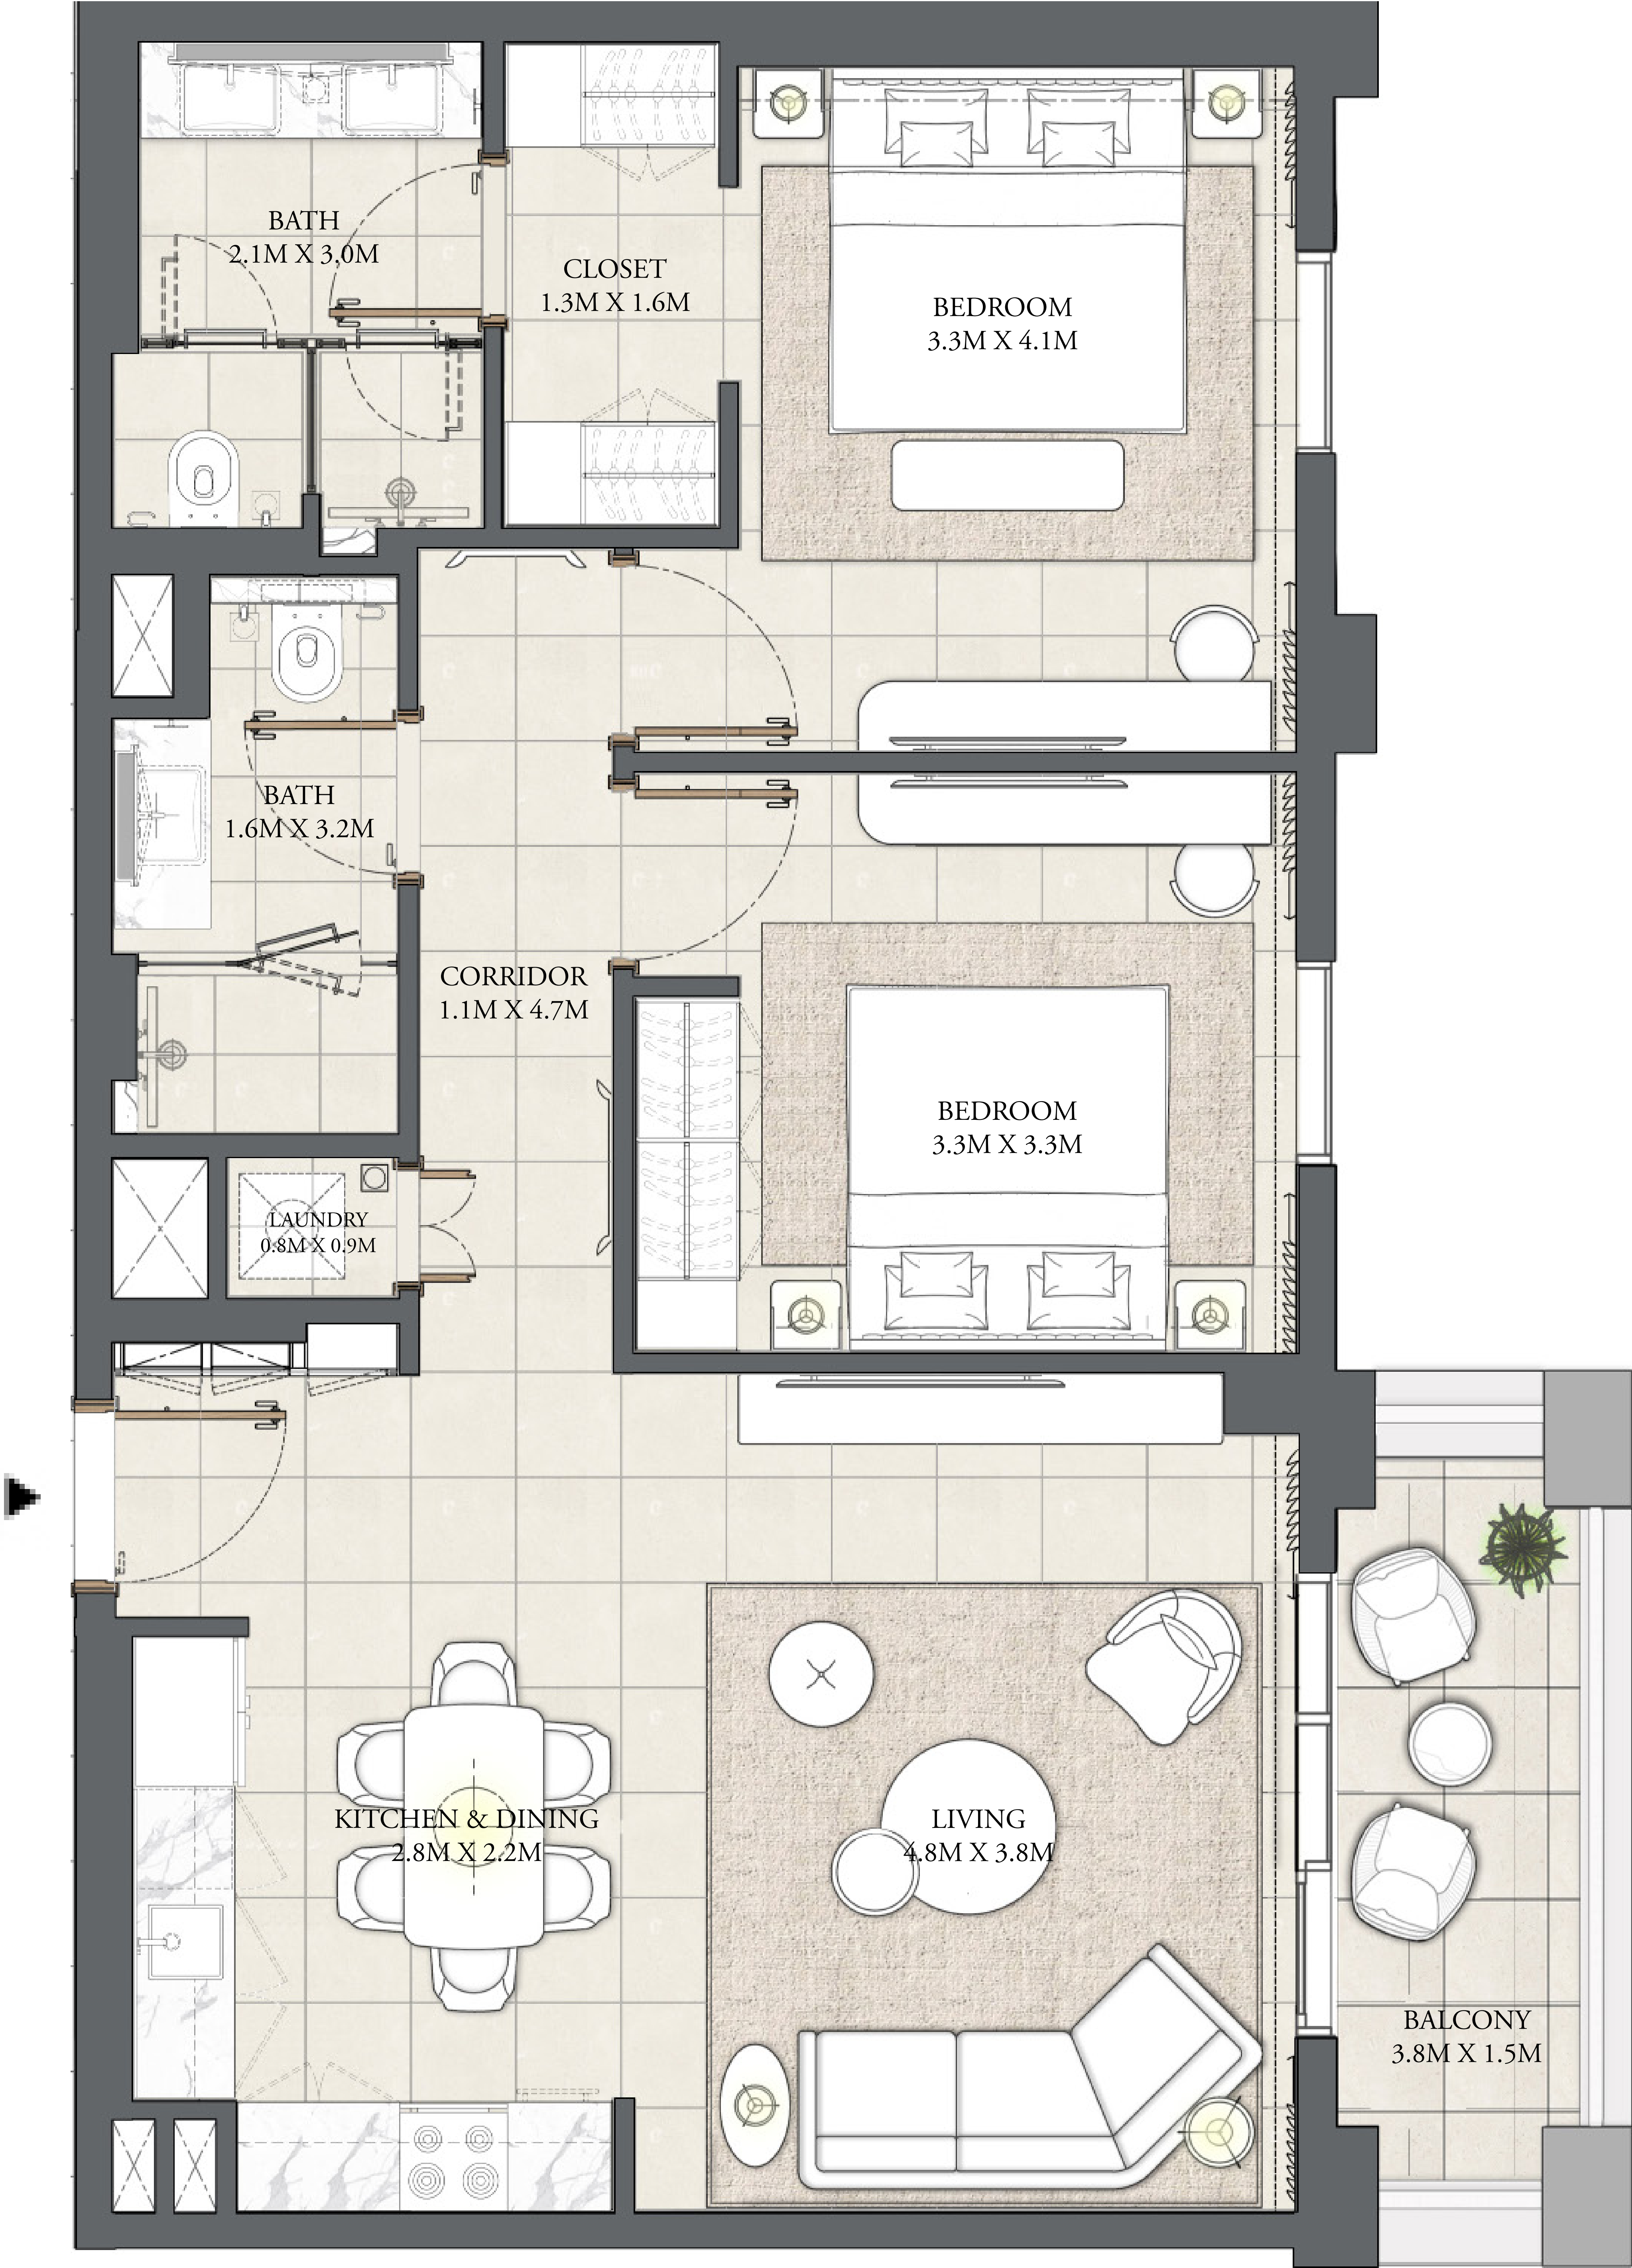 BATH
2.1M X 3.0M
CLOSET
1.3M X 1.6M
BEDROOM
3.3M X 4.1M
BATH
1.6M X 3.2M
CORRIDOR
1.1M X 4.7M
BEDROOM
3.3M X 3.3M
LAUNDRY
0.8M X 0.9M
KITCHEN & DINING
2.8M X 2.2M
LIVING
4.8M X 3.8M
BALCONY
3.8M X 1.5M